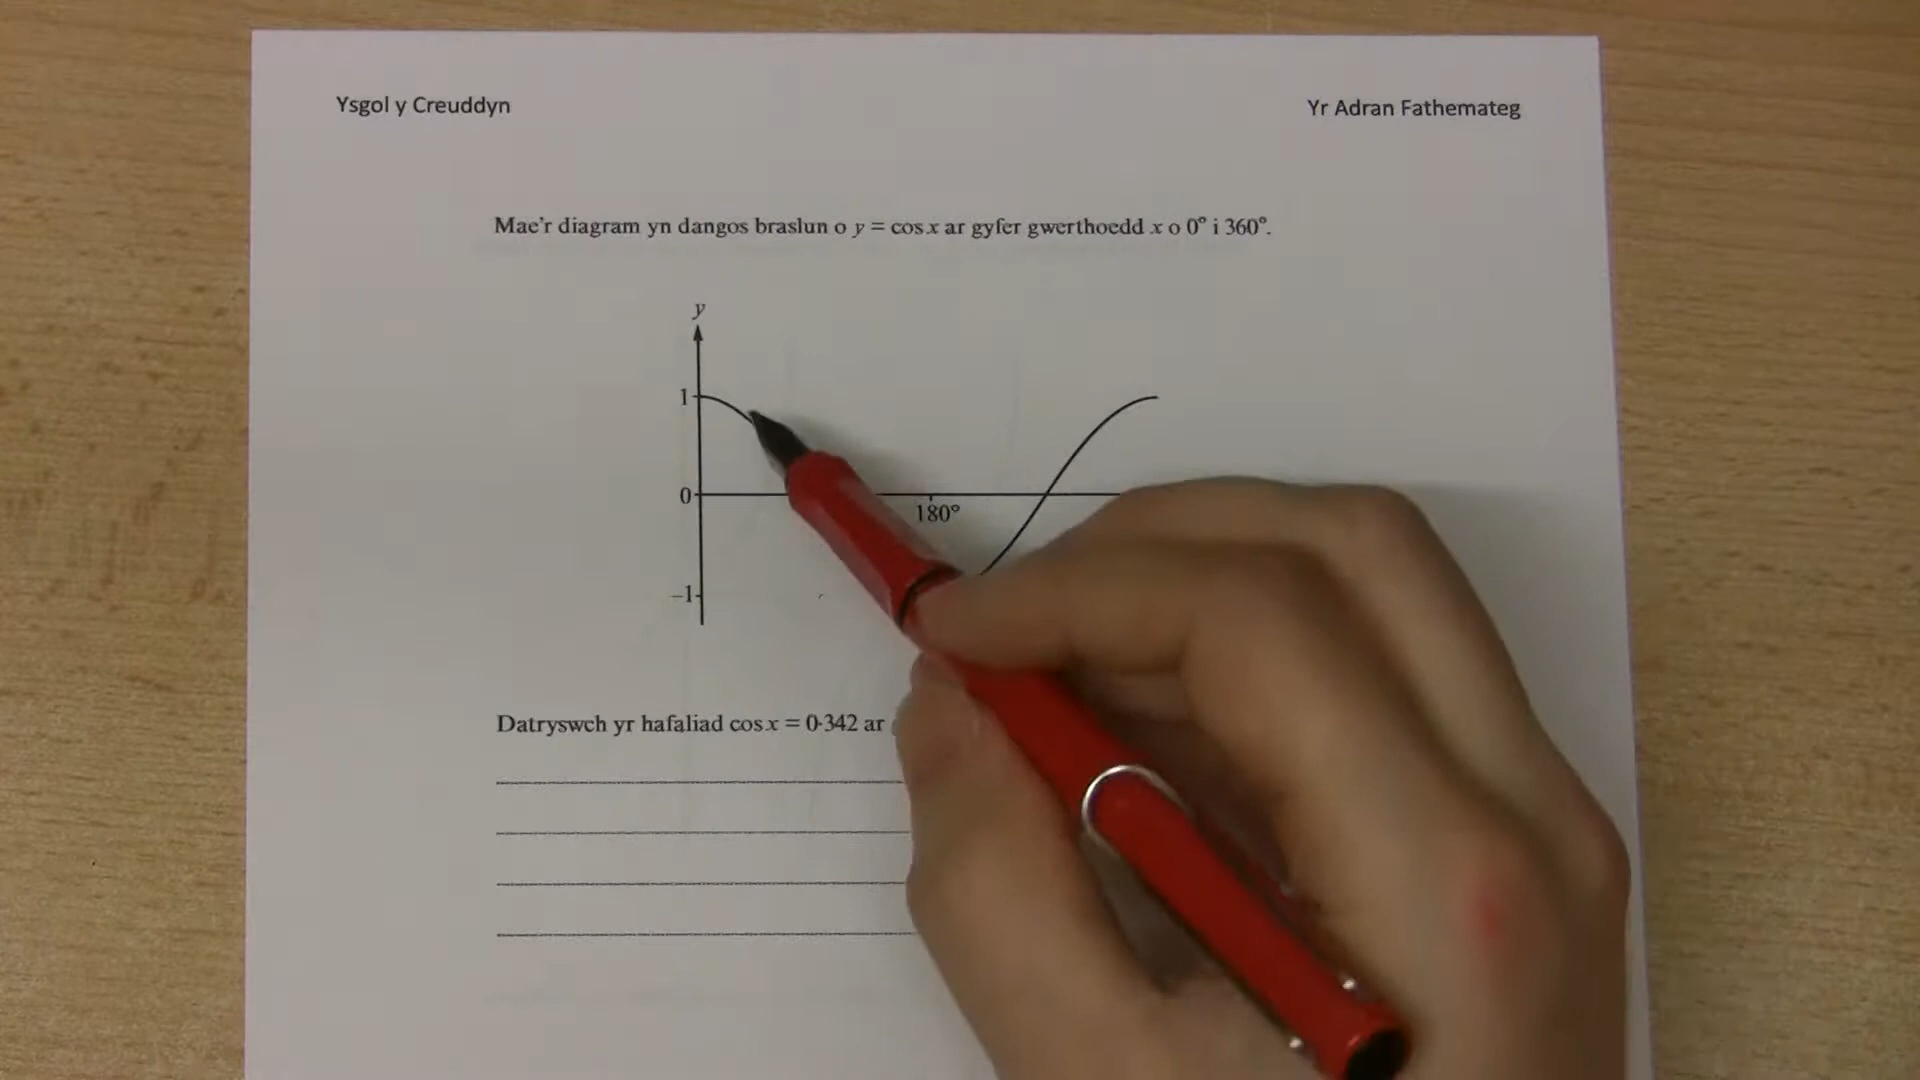 Ysgol y Creuddyn
Yr Adran Fathemateg
Mae'r diagram yn dangos braslun o y = cos x ar gyfer gwerthoedd x o 0° i 360°.
y
1
0
180°
–1
Datryswch yr hafaliad cos x = 0·342 ar